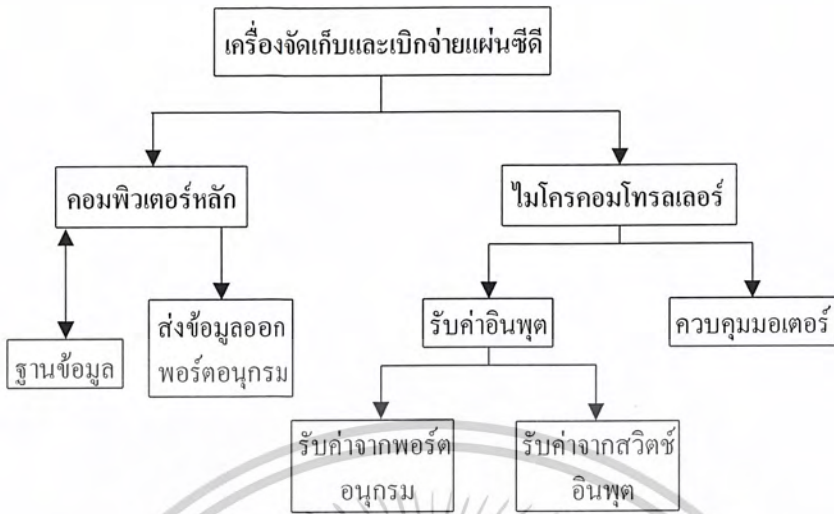 เครื่องจัดเก็บและเบิกจ่ายแผ่นซีดี
คอมพิวเตอร์หลัก
ไมโครคอมโทรลเลอร์
ฐานข้อมูล
ส่งข้อมูลออก
พอร์ตอนุกรม
รับค่าอินพุต
ควบคุมมอเตอร์
รับค่าจากพอร์ต
อนุกรม
รับค่าจากสวิตช์
อินพุต